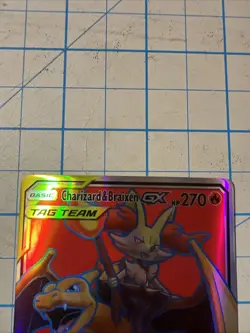 BASIC Charizard&Braixen GX HP270
TAG TEAM